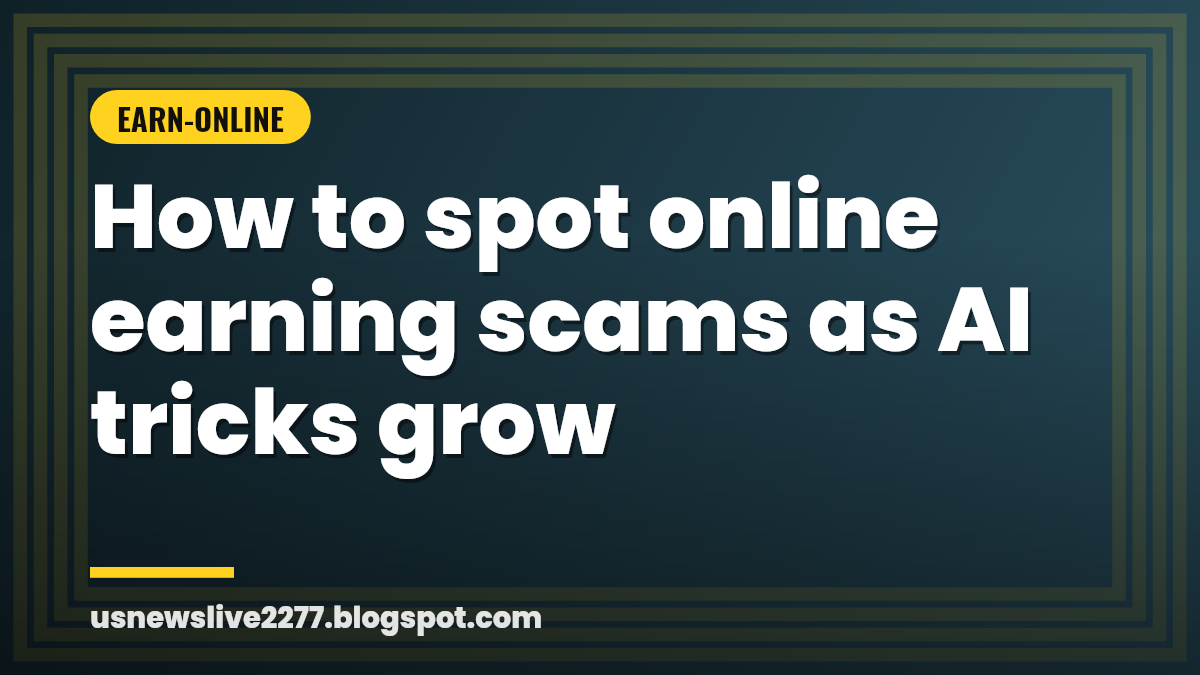 EARN-ONLINE
How to spot online
earning scams as AI
tricks grow
usnewslive2277.blogspot.com